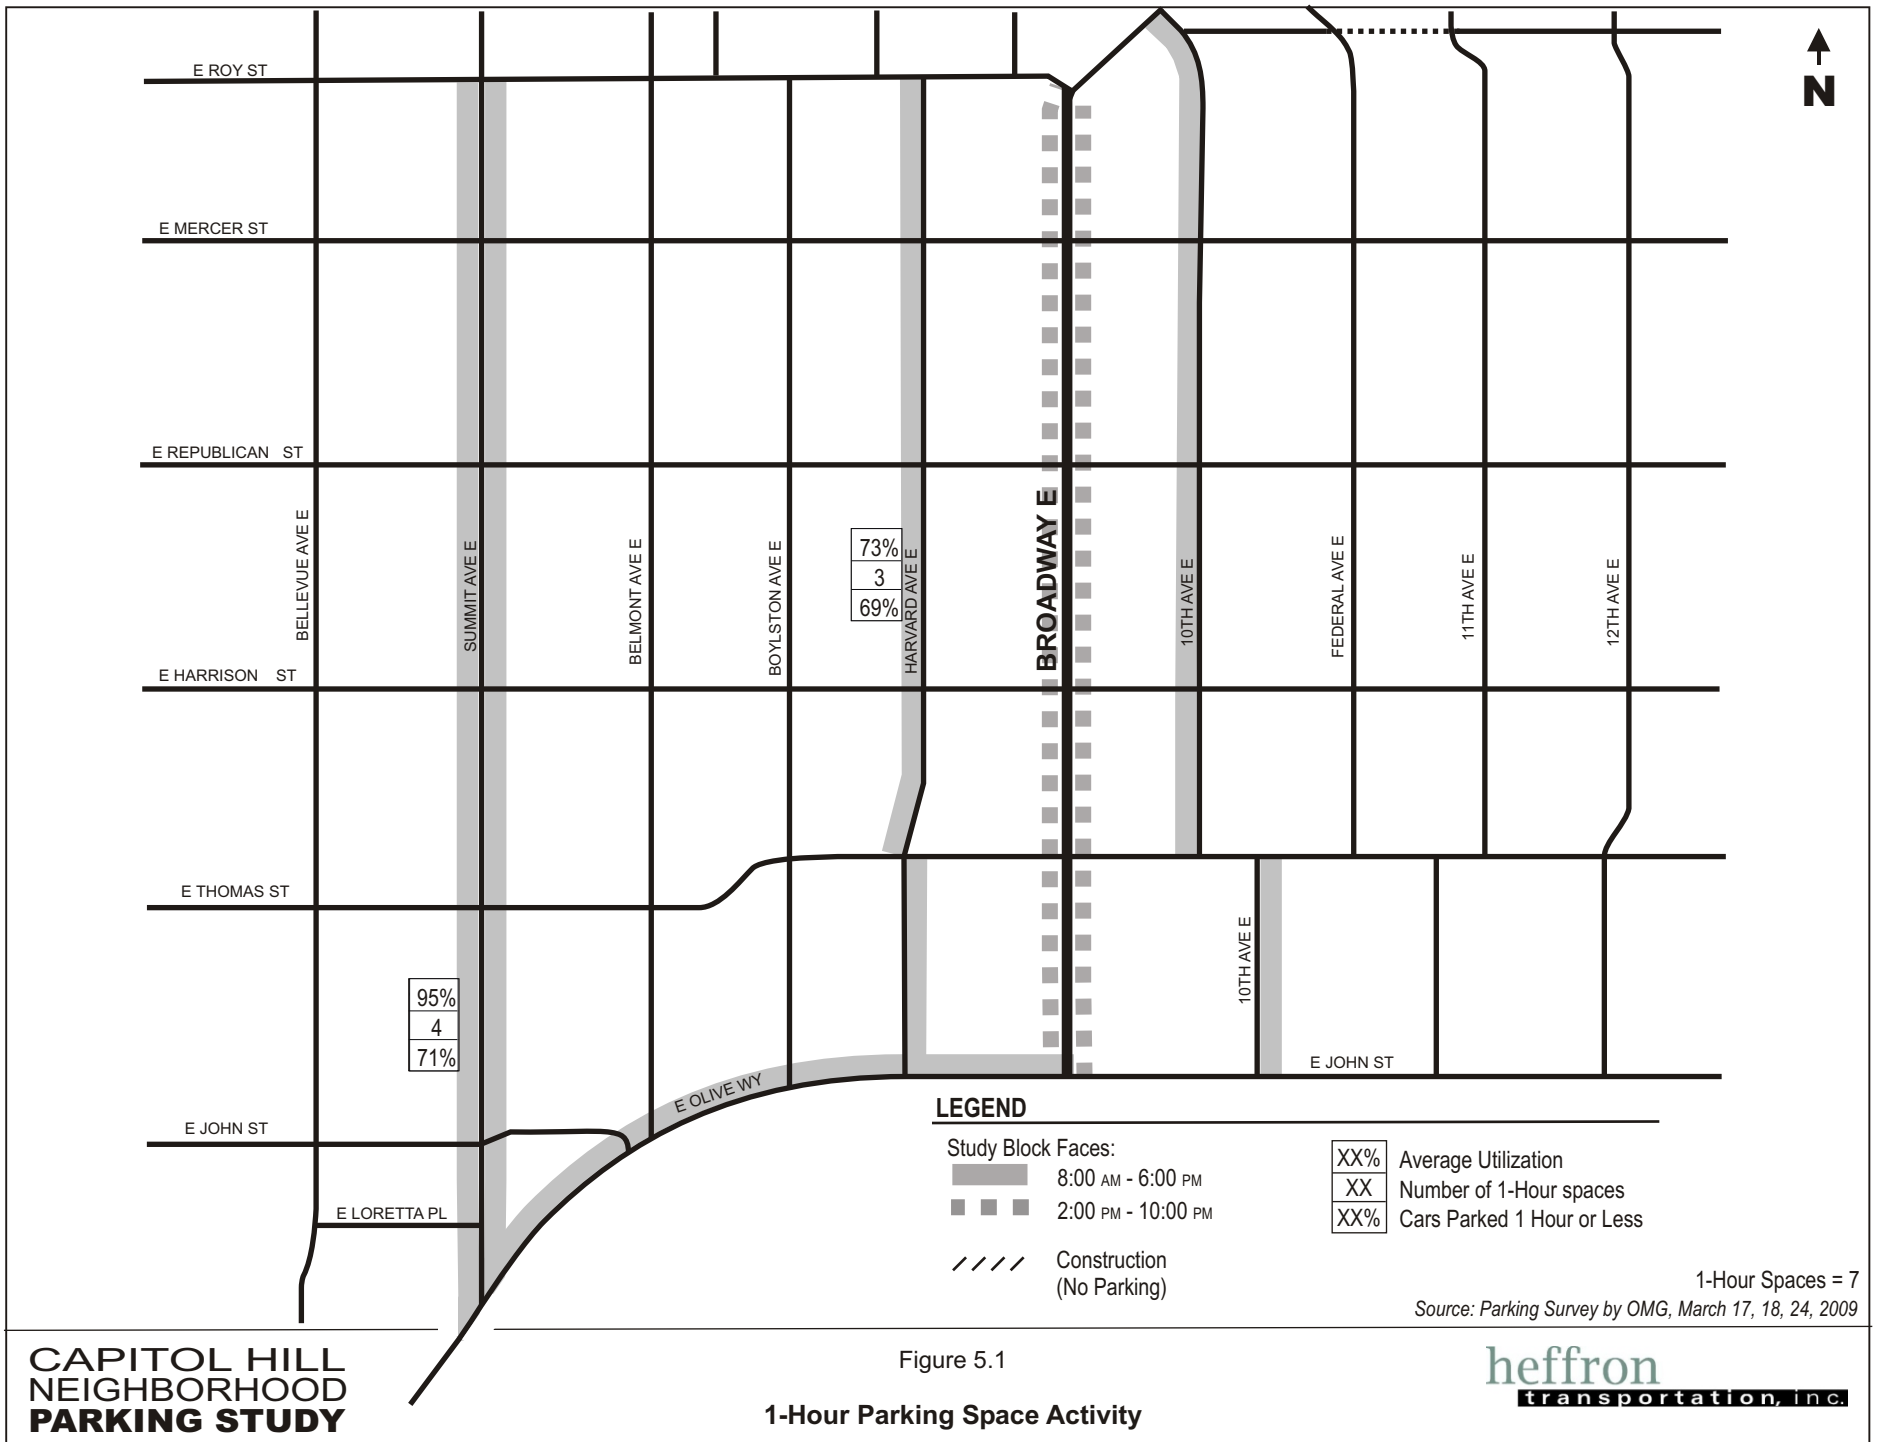 E ROY ST
N
E MERCER ST
E REPUBLICAN ST
BELLEVUE AVE E
SUMMIT AVE E
BELMONT AVE E
BOYLSTON AVE E
73%
3
69%
HARVARD AVE E
BROADWAY E
10TH AVE E
FEDERAL AVE E
11TH AVE E
12TH AVE E
E HARRISON ST
E THOMAS ST
10TH AVE E
95%
4
71%
E JOHN ST
E OLIVE WY
E JOHN ST
E LORETTA PL
LEGEND
Study Block Faces:
8:00 AM - 6:00 PM
2:00 PM - 10:00 PM
Construction
(No Parking)
XX% Average Utilization
XX Number of 1-Hour spaces
XX% Cars Parked 1 Hour or Less
1-Hour Spaces = 7
Source: Parking Survey by OMG, March 17, 18, 24, 2009
CAPITOL HILL
NEIGHBORHOOD
PARKING STUDY
Figure 5.1
1-Hour Parking Space Activity
heffron
transportation, inc.